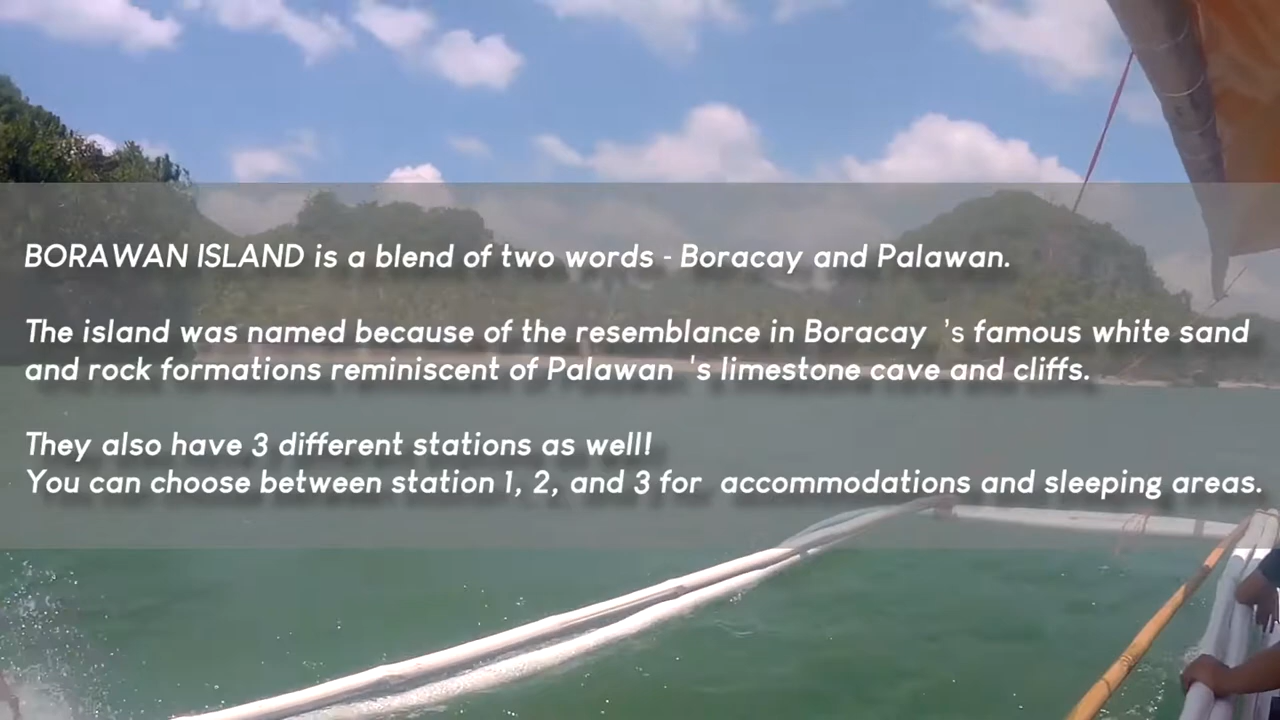 BORAWAN ISLAND is a blend of two words - Boracay and Palawan.
The island was named because of the resemblance in Boracay 's famous white sand
and rock formations reminiscent of Palawan 's limestone cave and cliffs.
They also have 3 different stations as well!
You can choose between station 1, 2, and 3 for accommodations and sleeping areas.